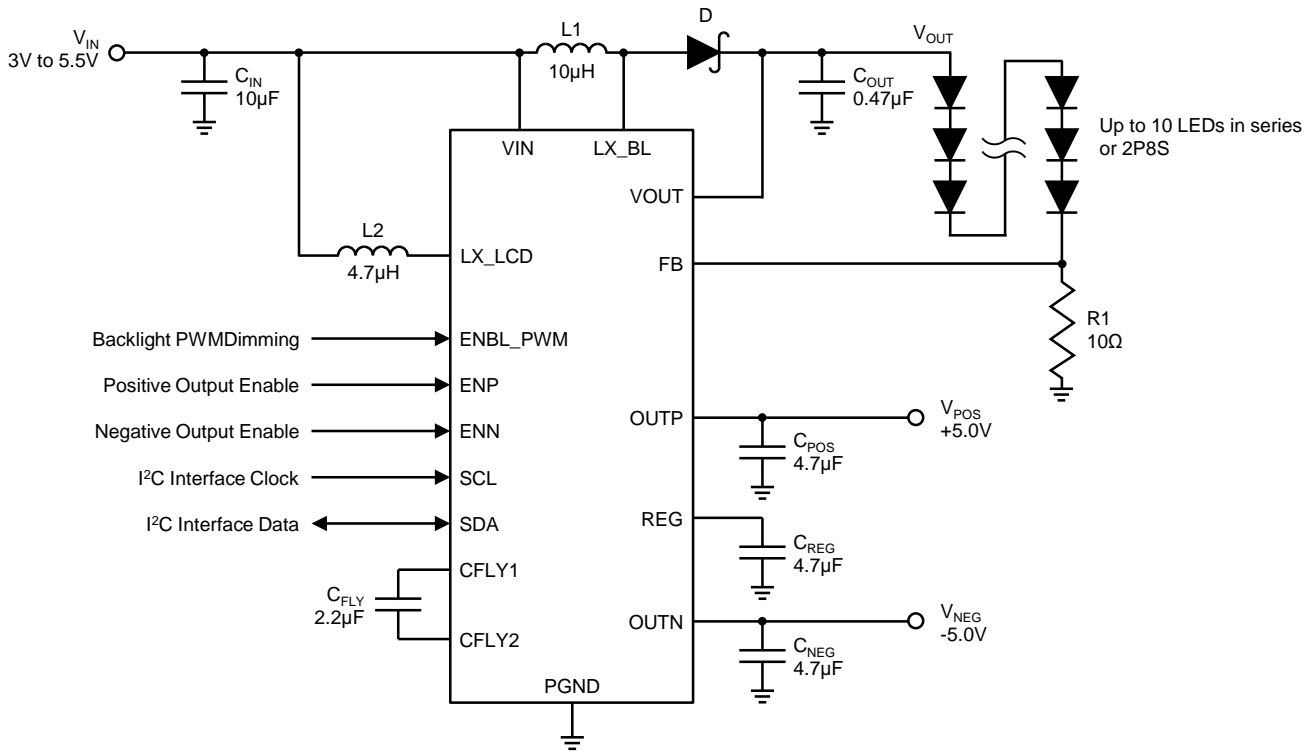 V_IN
3V to 5.5V
C_IN
10µF
L1
10µH
D
C_OUT
0.47µF
V_OUT
Up to 10 LEDs in series
or 2P8S
VIN
LX_BL
VOUT
L2
4.7µH
LX_LCD
FB
R1
10Ω
Backlight PWMDimming
ENBL_PWM
Positive Output Enable
ENP
Negative Output Enable
ENN
I²C Interface Clock
SCL
I²C Interface Data
SDA
C_FLY
2.2µF
CFLY1
CFLY2
OUTP
C_POS
4.7µF
V_POS
+5.0V
REG
C_REG
4.7µF
OUTN
C_NEG
4.7µF
V_NEG
-5.0V
PGND